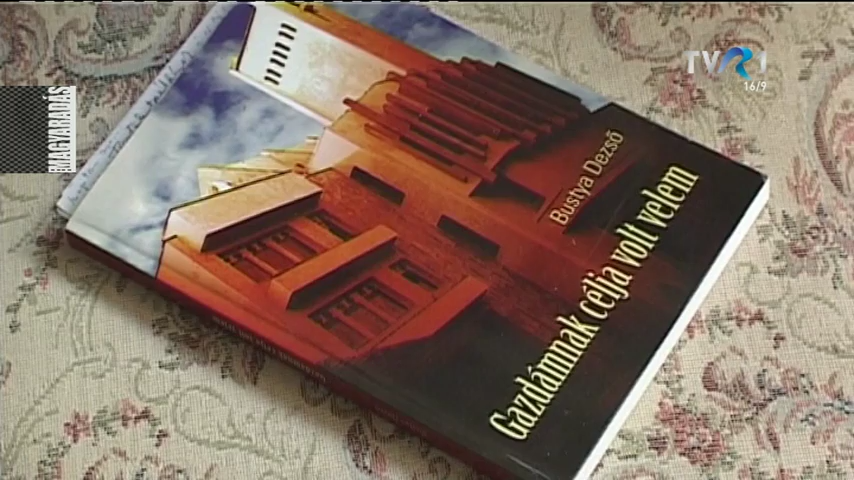 TVR1
16/9
MAGYARADÁS
Bustya Dezső
Gazdámnak célja volt velem